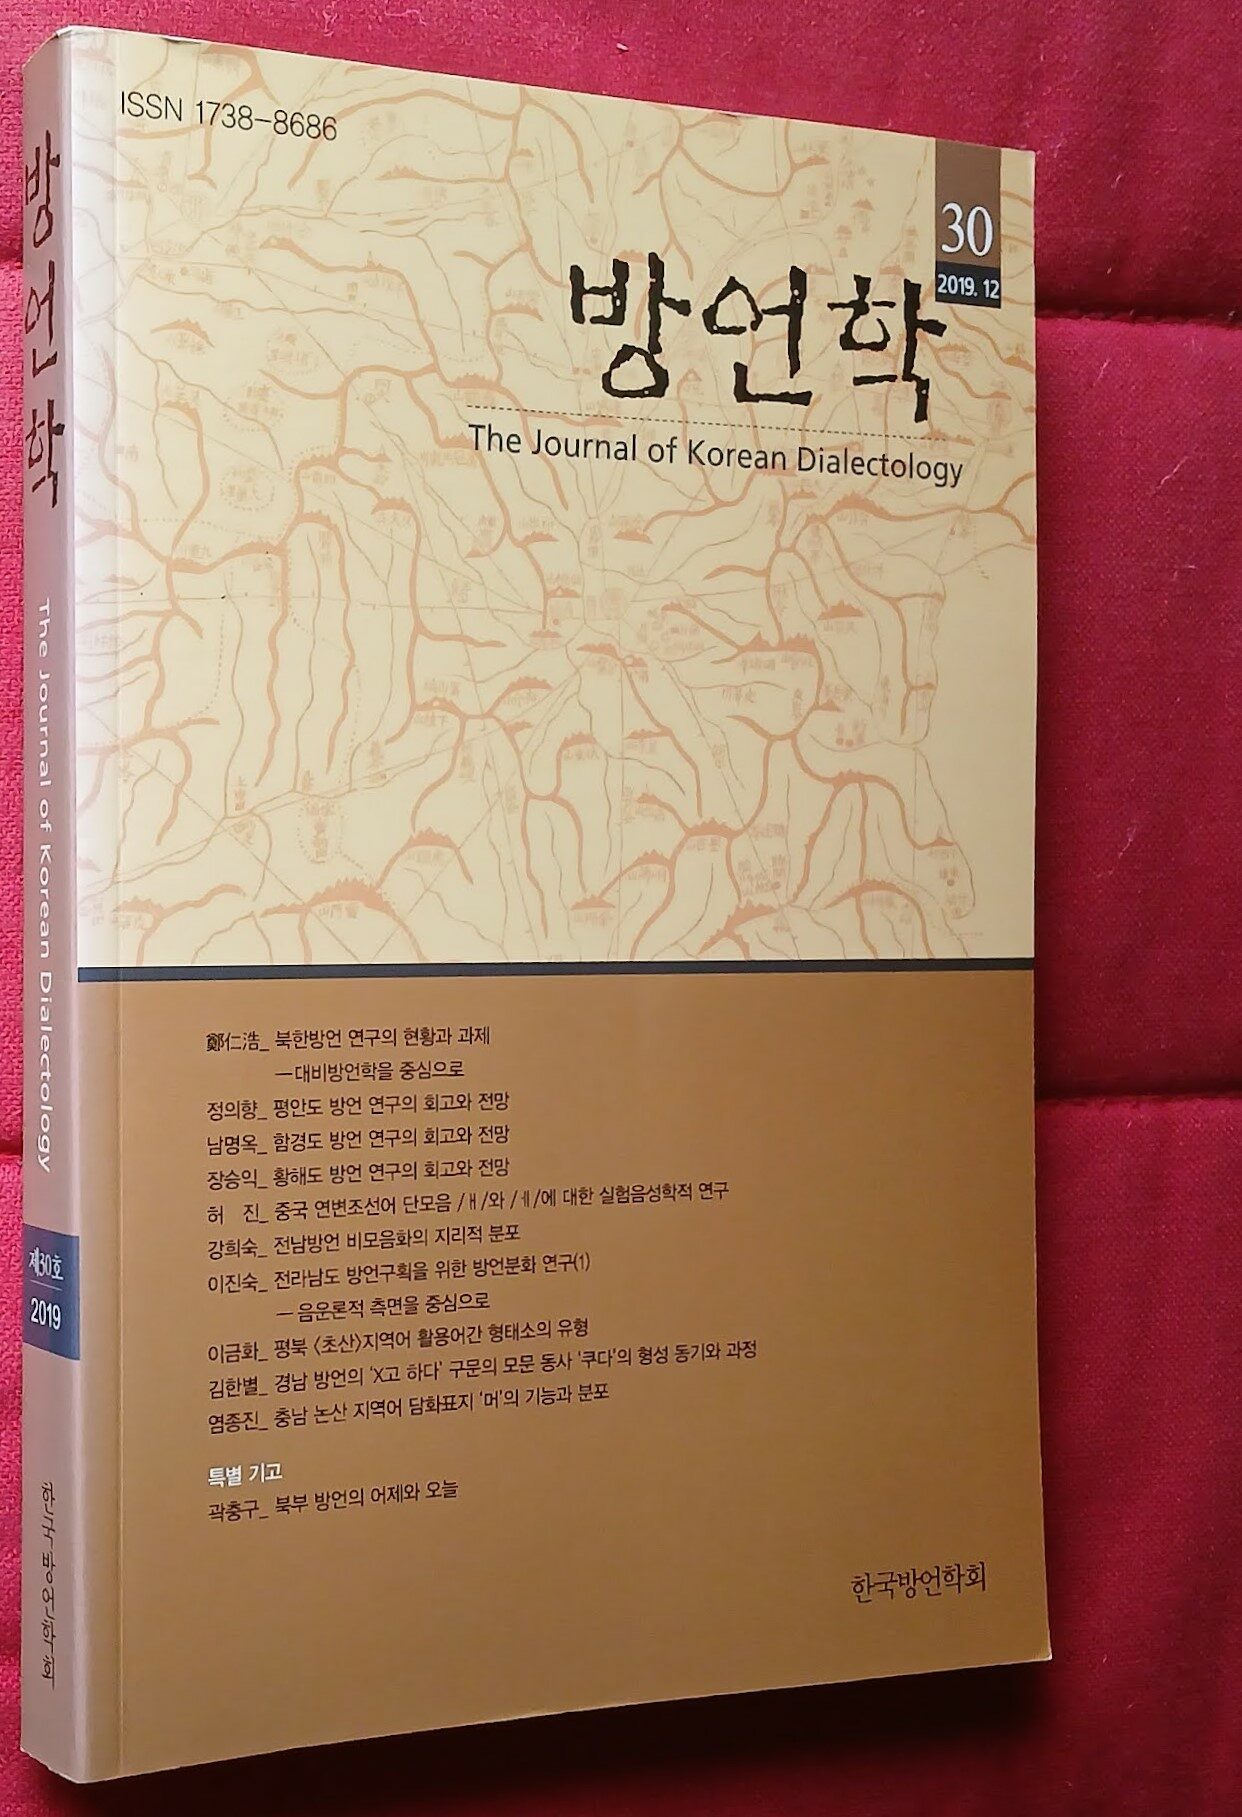 ISSN 1738-8686
30
2019. 12
방언학
The Journal of Korean Dialectology
鄭仁浩_ 북한방언 연구의 현황과 과제
—대비방언학을 중심으로
정의향_ 평안도 방언 연구의 회고와 전망
남명옥_ 함경도 방언 연구의 회고와 전망
장승익_ 황해도 방언 연구의 회고와 전망
허 진_ 중국 연변조선어 단모음 /ㅐ/와 /ㅔ/에 대한 실험음성학적 연구
강희숙_ 전남방언 비모음화의 지리적 분포
이진숙_ 전라남도 방언구획을 위한 방언분화 연구(1)
— 음운론적 측면을 중심으로
이금화_ 평북 〈초산〉지역어 활용어간 형태소의 유형
김한별_ 경남 방언의 ‘X고 하다’ 구문의 모문 동사 ‘쿠다’의 형성 동기와 과정
염종진_ 충남 논산 지역어 담화표지 ‘머’의 기능과 분포
특별 기고
곽충구_ 북부 방언의 어제와 오늘
한국방언학회
방언학
The Journal of Korean Dialectology
제30호
2019
한국방언학회